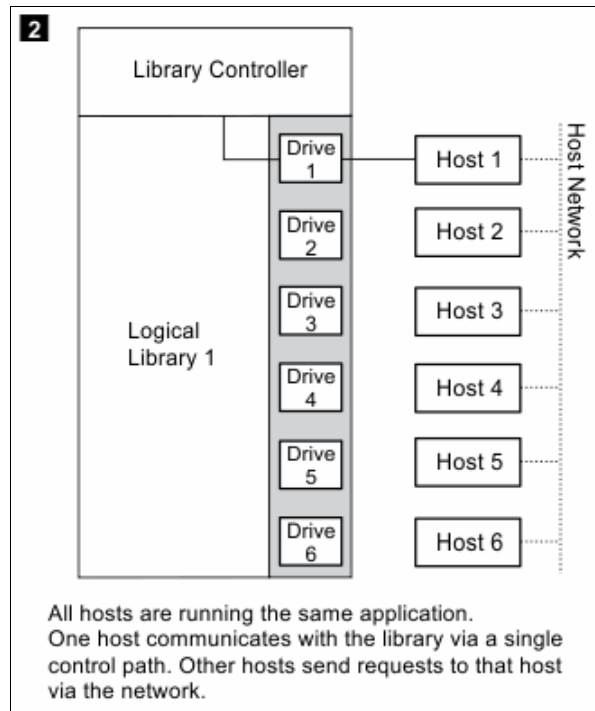 2
Library Controller
Drive
1
Host 1
Host Network
Drive
2
Host 2
Drive
3
Host 3
Logical
Library 1
Drive
4
Host 4
Drive
5
Host 5
Drive
6
Host 6
All hosts are running the same application.
One host communicates with the library via a single
control path. Other hosts send requests to that host
via the network.